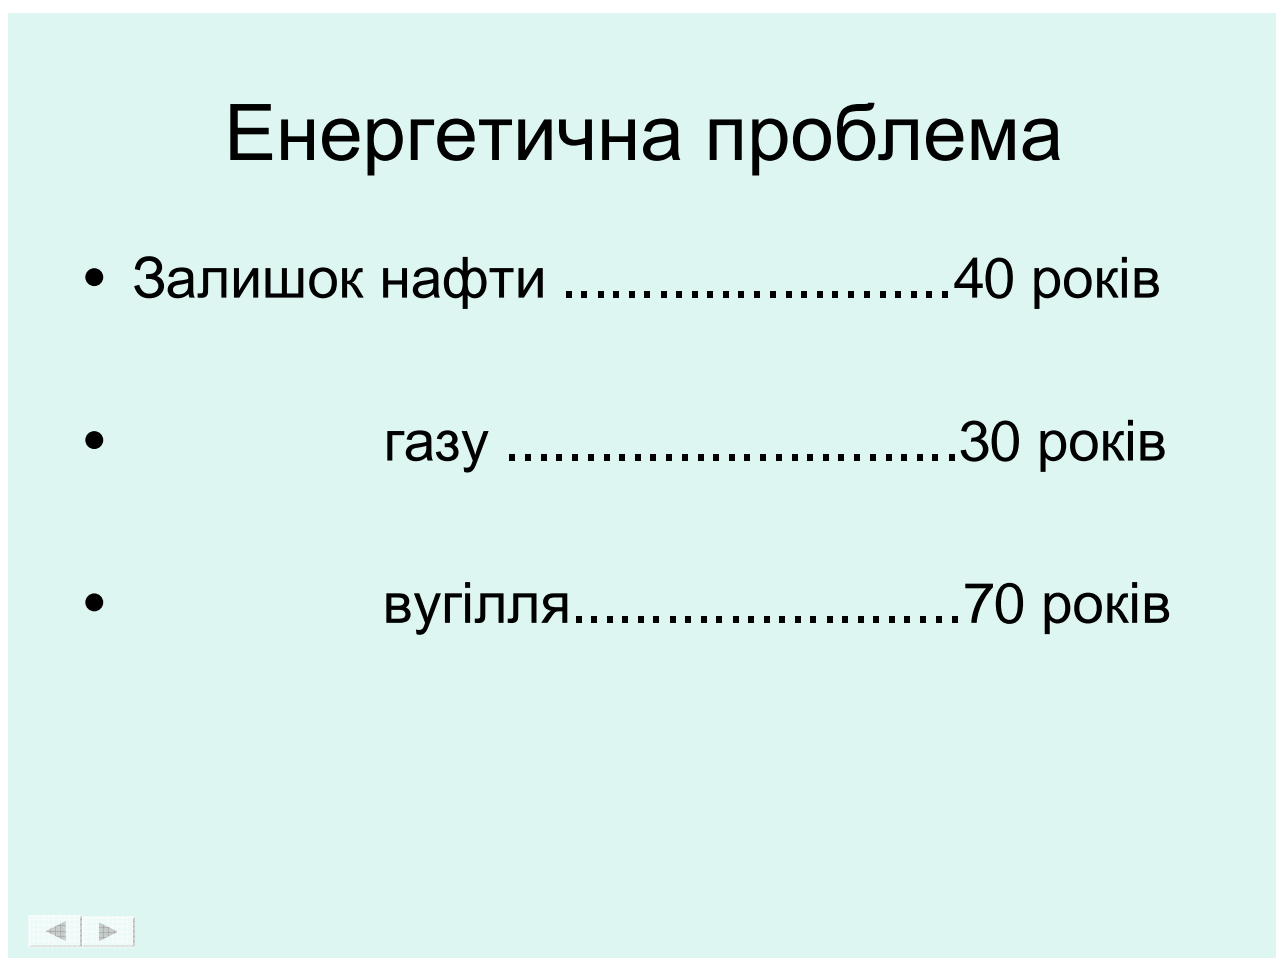 Енергетична проблема
• Залишок нафти .........................40 років
• газу .............................30 років
• вугілля.........................70 років